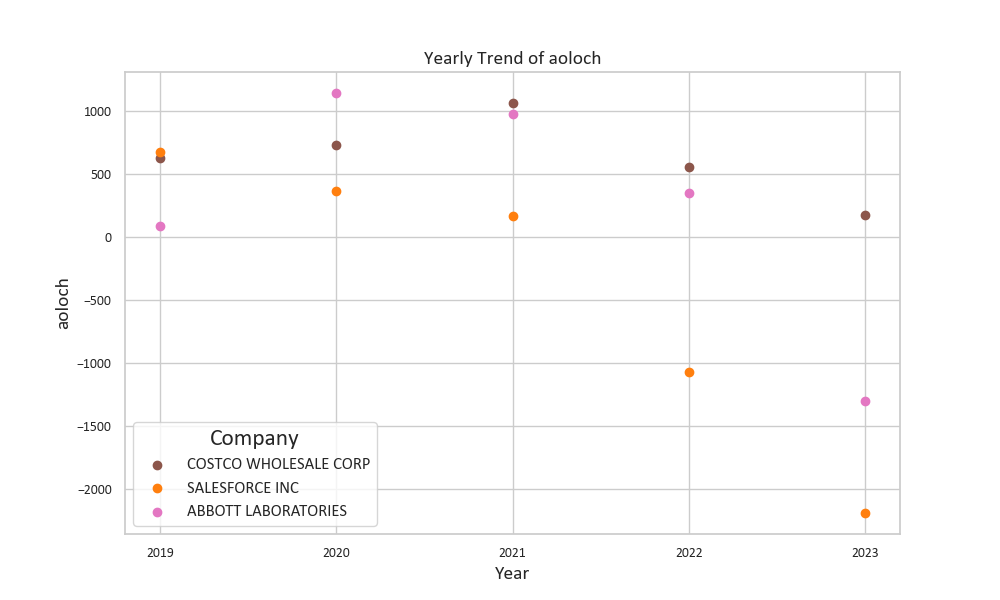 Yearly Trend of aoloch
1000
500
0
−500
−1000
−1500
−2000
aoloch
Company
COSTCO WHOLESALE CORP
SALESFORCE INC
ABBOTT LABORATORIES
2019 2020 2021 2022 2023
Year